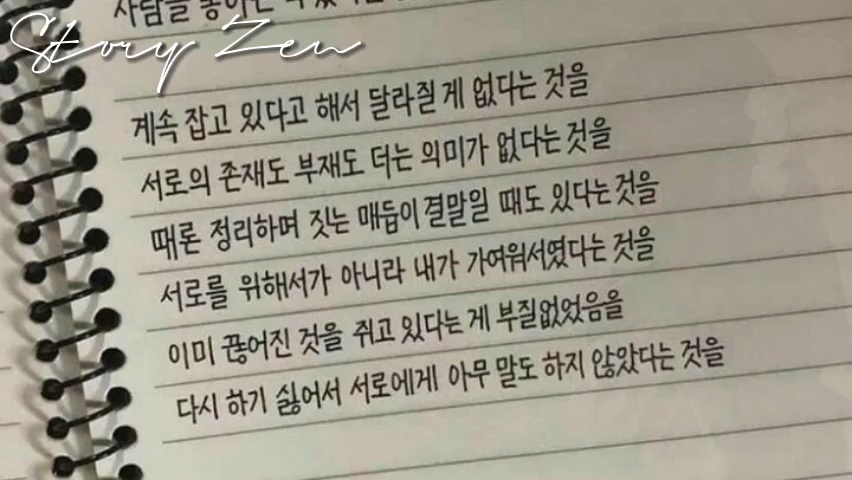 사람을 놓아는
Story Zen
계속 잡고 있다고 해서 달라질 게 없다는 것을
서로의 존재도 부재도 더는 의미가 없다는 것을
때론 정리하며 짓는 매듭이 결말일 때도 있다는 것을
서로를 위해서가 아니라 내가 가여워서였다는 것을
이미 끊어진 것을 쥐고 있다는 게 부질없었음을
다시 하기 싫어서 서로에게 아무 말도 하지 않았다는 것을